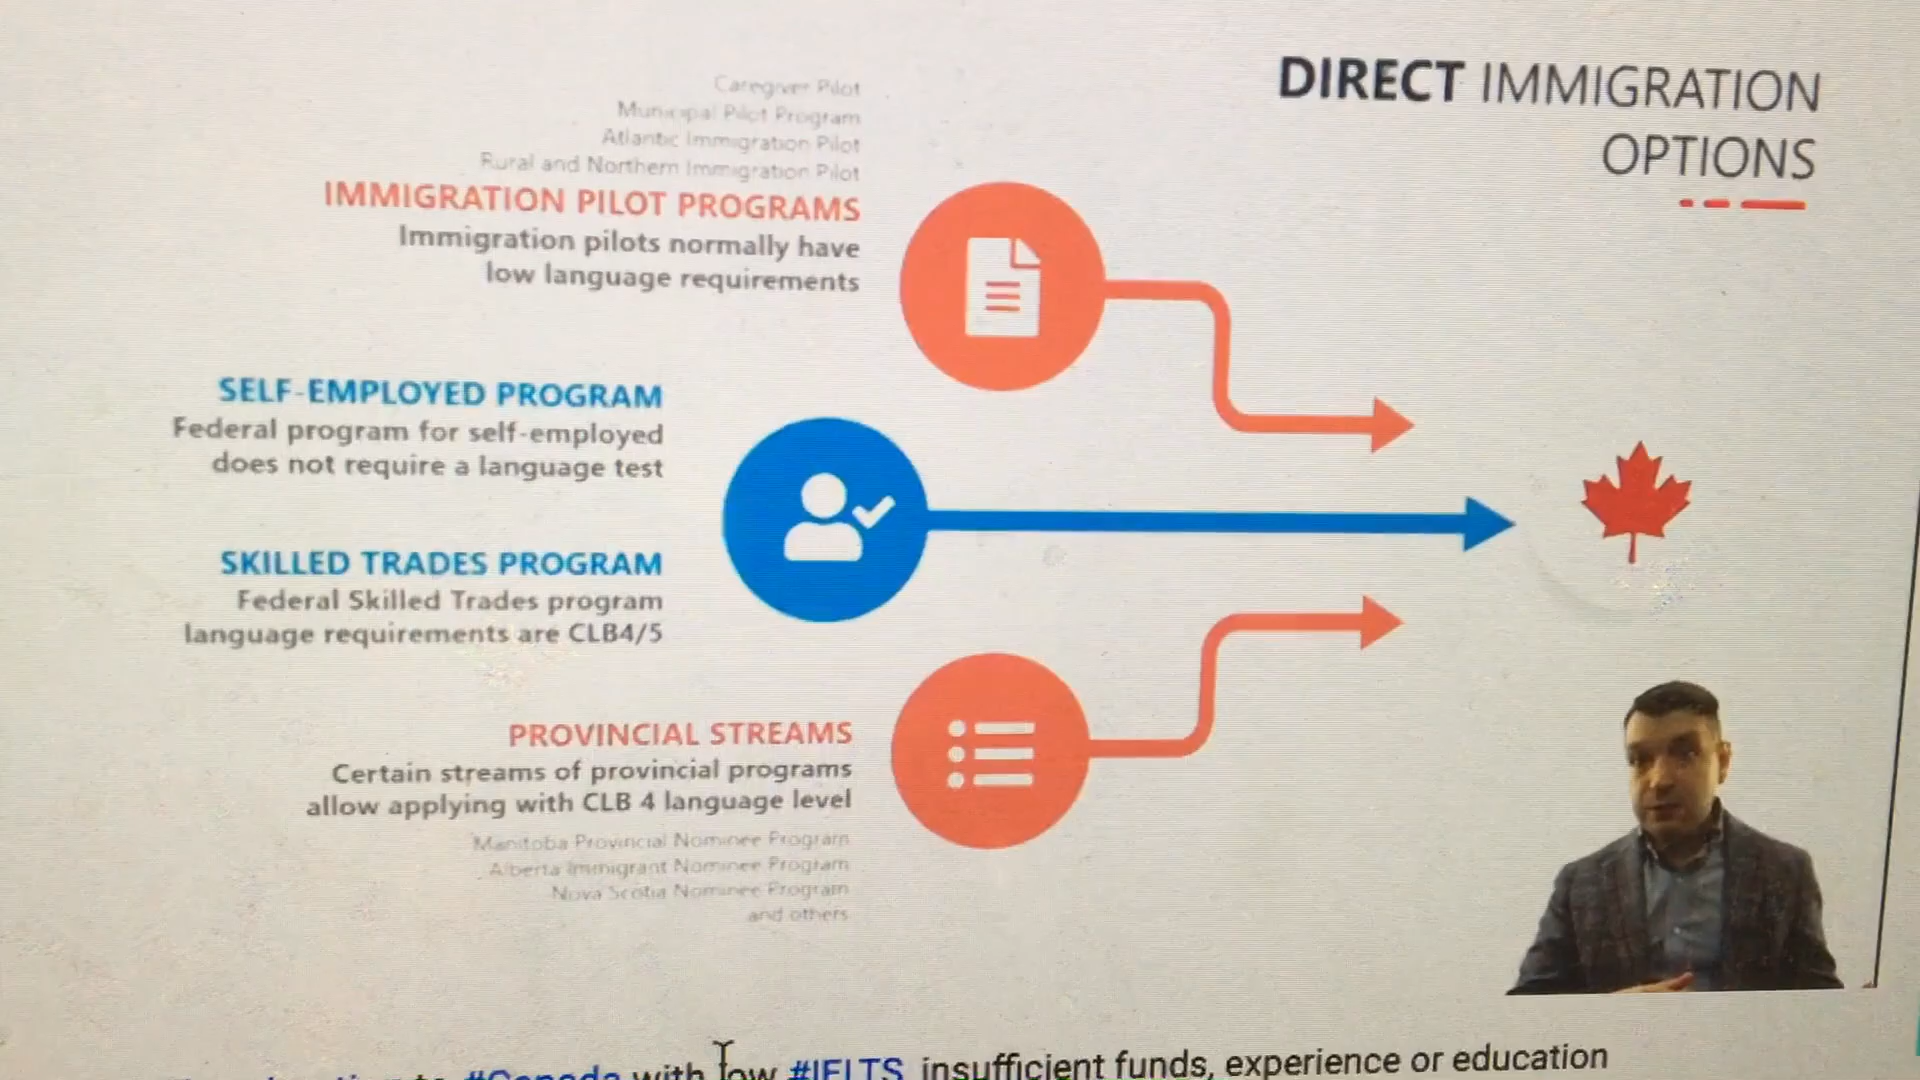 DIRECT IMMIGRATION
OPTIONS
Caregiver Pilot
Municipal Pilot Program
Atlantic Immigration Pilot
Rural and Northern Immigration Pilot
IMMIGRATION PILOT PROGRAMS
Immigration pilots normally have
low language requirements
SELF-EMPLOYED PROGRAM
Federal program for self-employed
does not require a language test
SKILLED TRADES PROGRAM
Federal Skilled Trades program
language requirements are CLB4/5
PROVINCIAL STREAMS
Certain streams of provincial programs
allow applying with CLB 4 language level
Manitoba Provincial Nominee Program
Alberta Immigrant Nominee Program
Nova Scotia Nominee Program
and others
to #Canada with low #IELTS, insufficient funds, experience or education